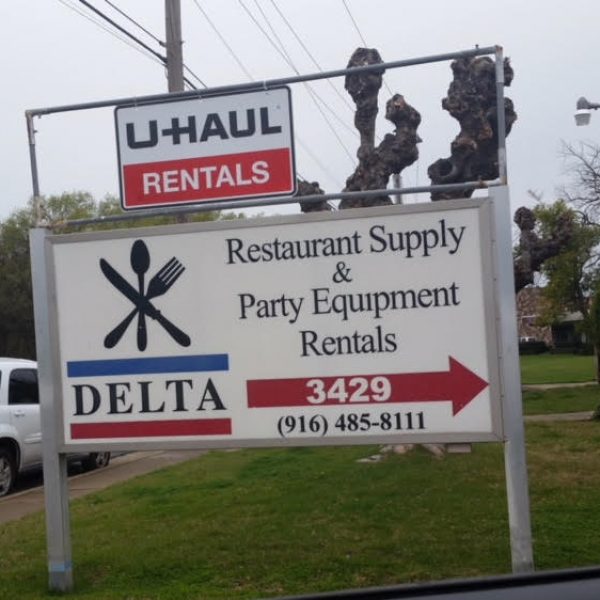 U-HAUL
RENTALS
Restaurant Supply
&
Party Equipment
Rentals
DELTA
3429
(916) 485-8111